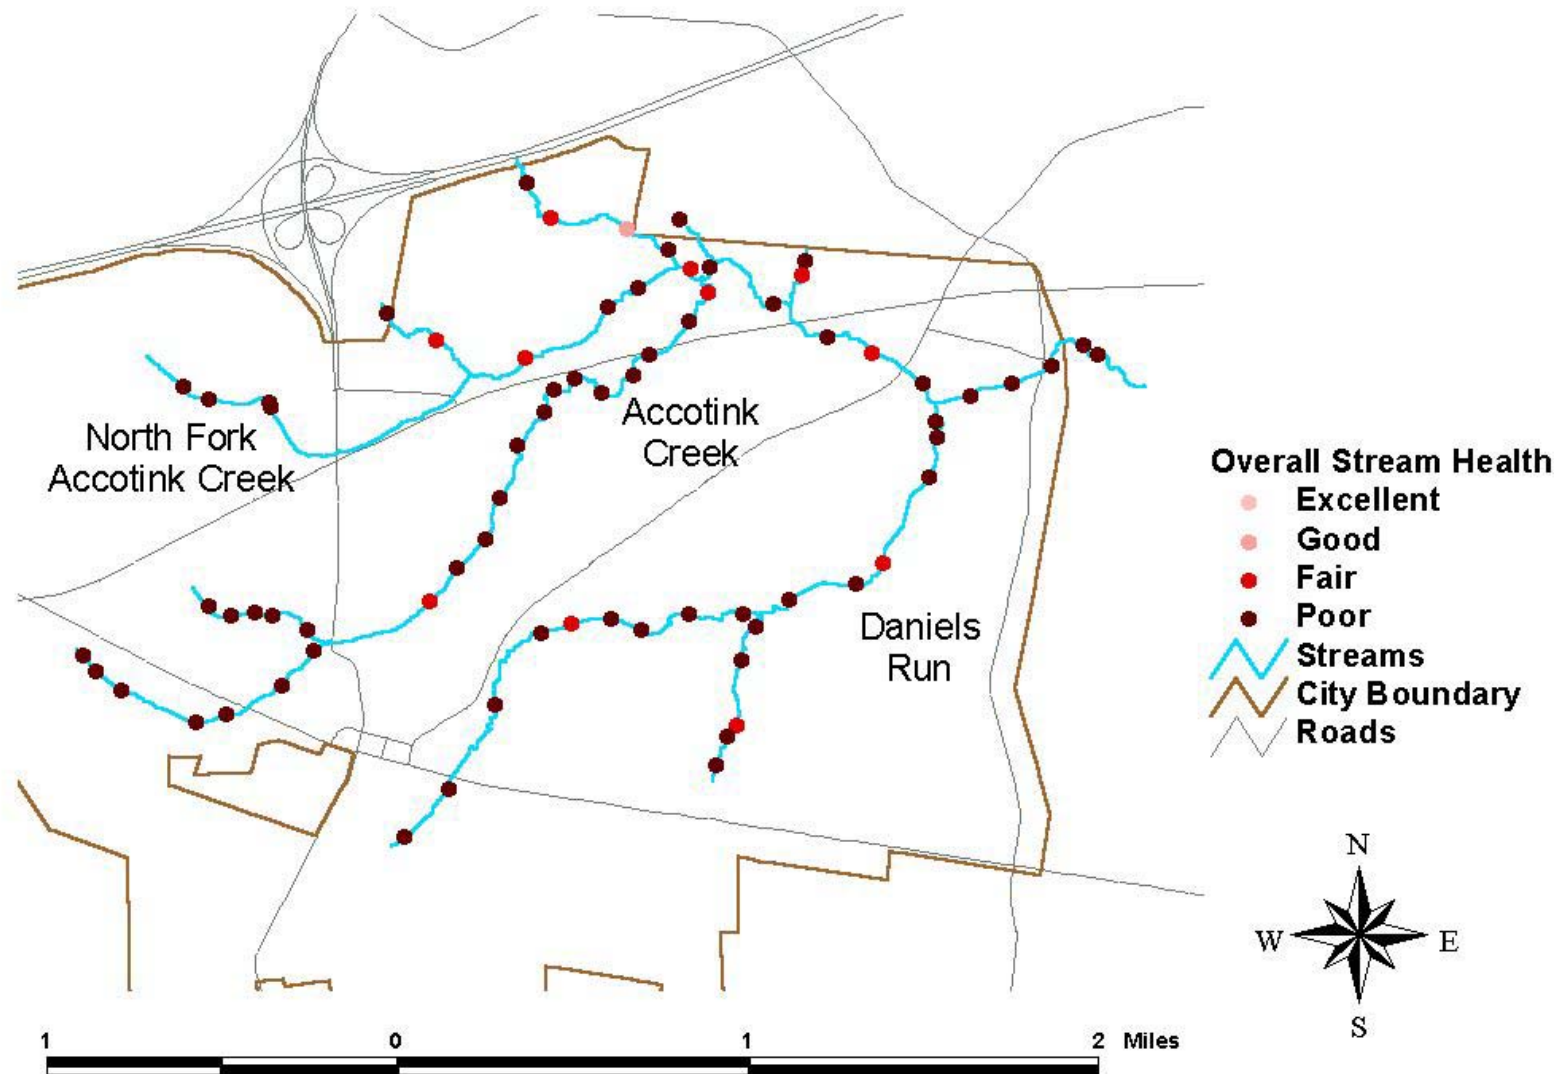 North Fork
Accotink Creek
Accotink
Creek
Daniels
Run
Overall Stream Health
Excellent
Good
Fair
Poor
Streams
City Boundary
Roads
N
W E
S
1 0 1 2 Miles